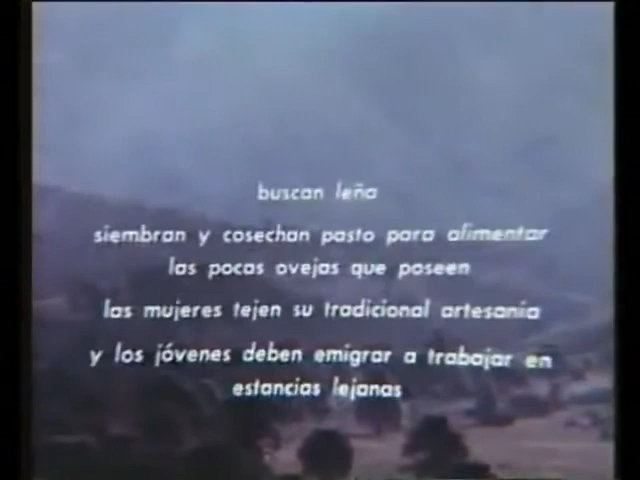 buscan leña
siembran y cosechan pasto para alimentar
las pocas ovejas que poseen
las mujeres tejen su tradicional artesanía
y los jóvenes deben emigrar a trabajar en
estancias lejanas